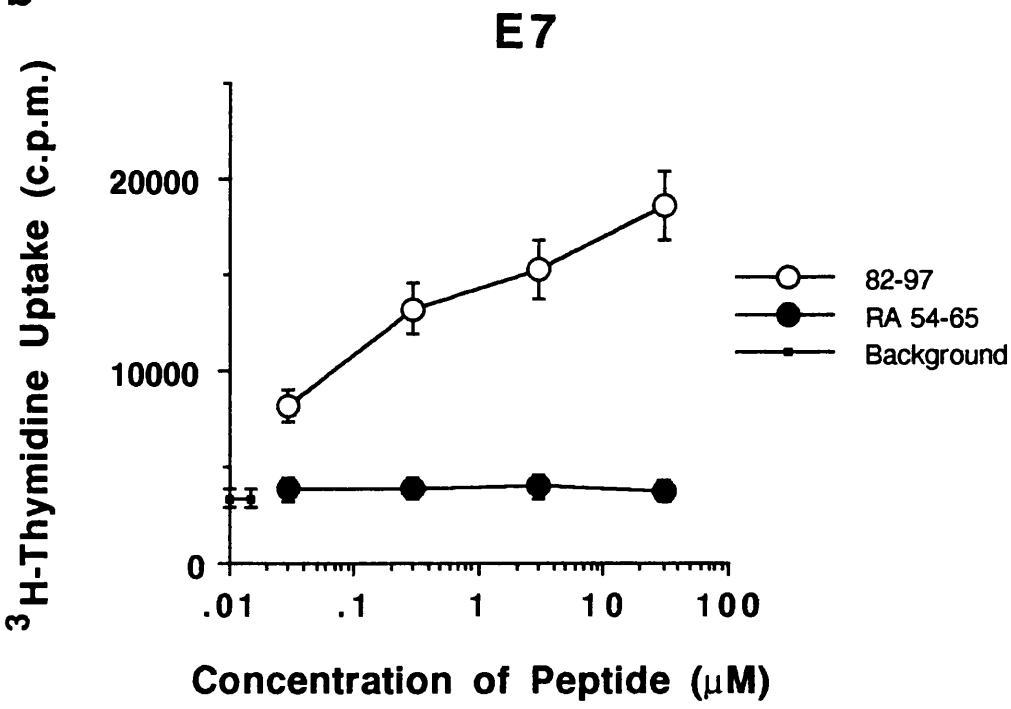 E7
³H-Thymidine Uptake (c.p.m.)
20000
10000
0
.01 .1 1 10 100
Concentration of Peptide (μM)
82-97
RA 54-65
Background